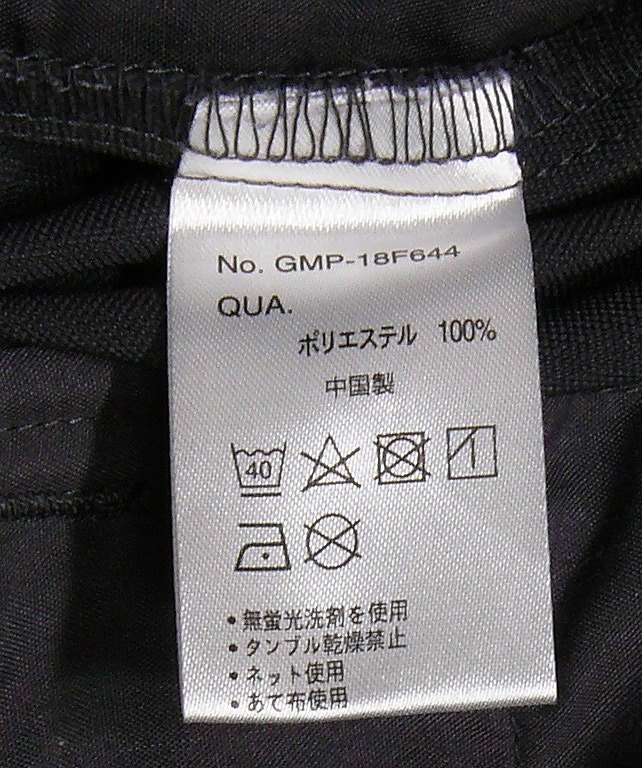 No. GMP-18F644
QUA.
ポリエステル 100%
中国製
40
・無蛍光洗剤を使用
・タンブル乾燥禁止
・ネット使用
・あて布使用